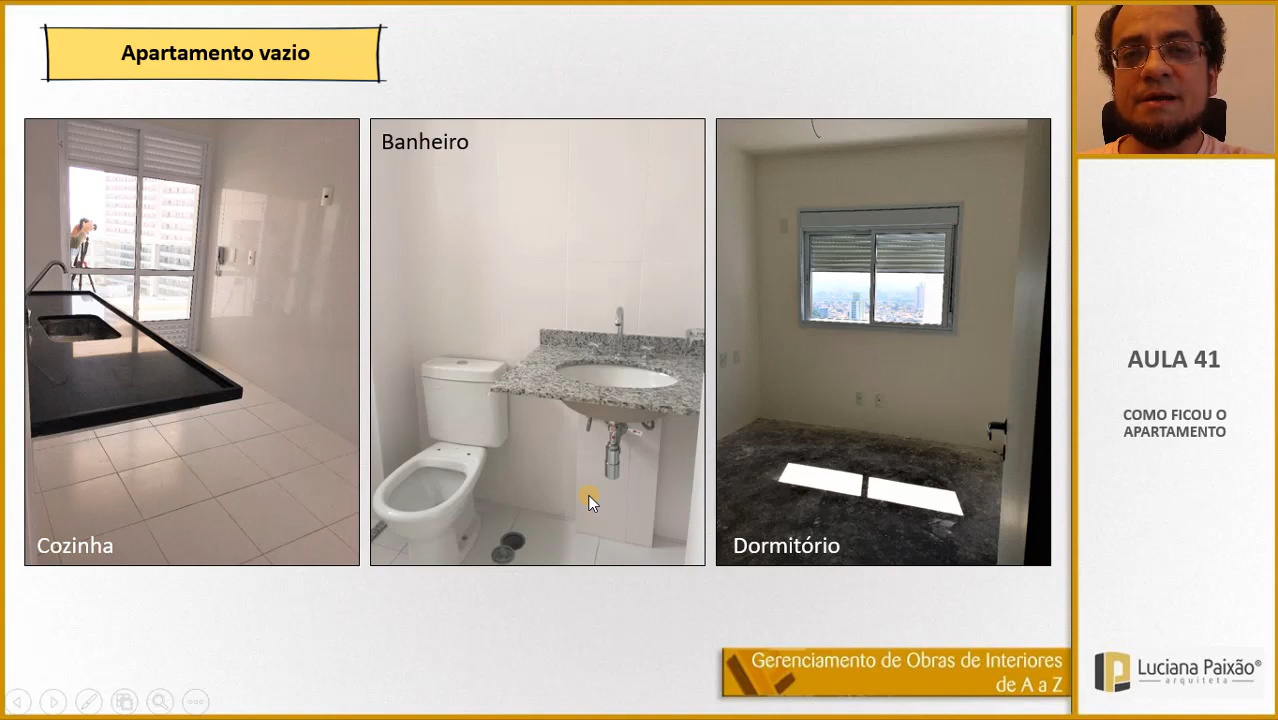 Apartamento vazio
Cozinha
Banheiro
Dormitório
AULA 41
COMO FICOU O
APARTAMENTO
Gerenciamento de Obras de Interiores
de A a Z
Luciana Paixão®
arquiteta